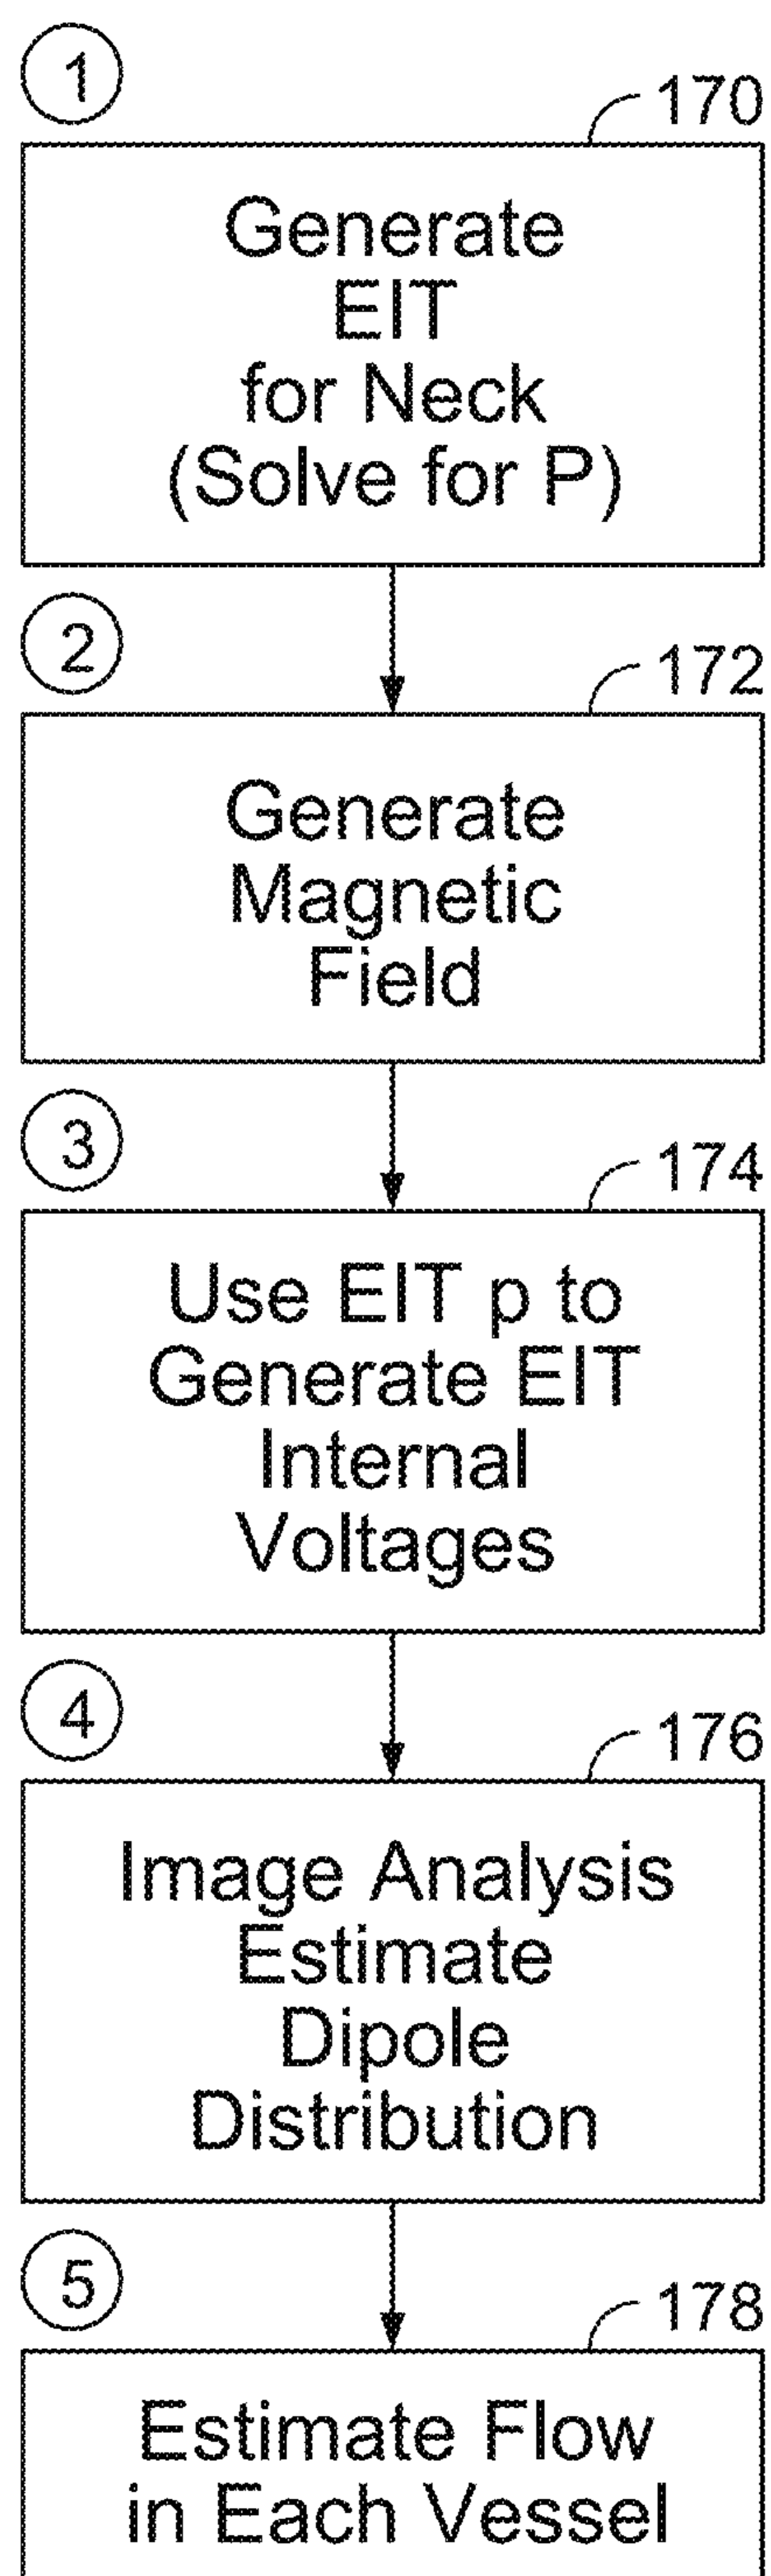 1
170
Generate
EIT
for Neck
(Solve for P)
2
172
Generate
Magnetic
Field
3
174
Use EIT p to
Generate EIT
Internal
Voltages
4
176
Image Analysis
Estimate
Dipole
Distribution
5
178
Estimate Flow
in Each Vessel